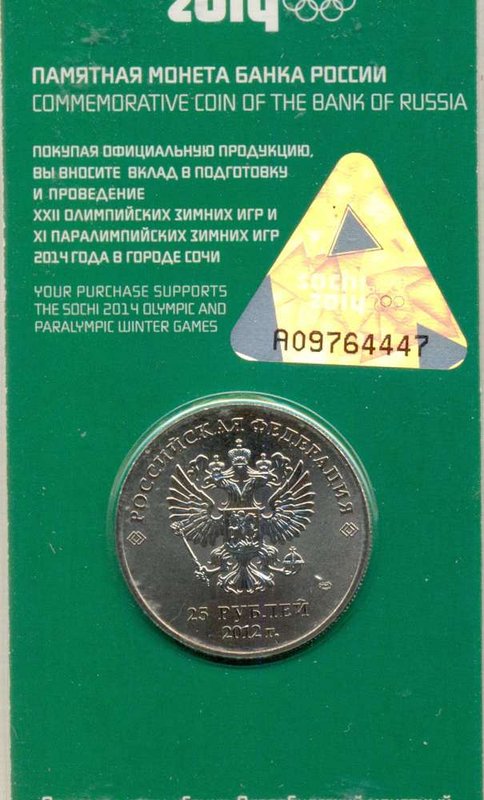 2014
ПАМЯТНАЯ МОНЕТА БАНКА РОССИИ
COMMEMORATIVE COIN OF THE BANK OF RUSSIA
ПОКУПАЯ ОФИЦИАЛЬНУЮ ПРОДУКЦИЮ,
ВЫ ВНОСИТЕ ВКЛАД В ПОДГОТОВКУ
И ПРОВЕДЕНИЕ
XXII ОЛИМПИЙСКИХ ЗИМНИХ ИГР И
XI ПАРАЛИМПИЙСКИХ ЗИМНИХ ИГР
2014 ГОДА В ГОРОДЕ СОЧИ
YOUR PURCHASE SUPPORTS
THE SOCHI 2014 OLYMPIC AND
PARALYMPIC WINTER GAMES
sochi
2014
A09764447
РОССИЙСКАЯ ФЕДЕРАЦИЯ
25 РУБЛЕЙ
2012 г.